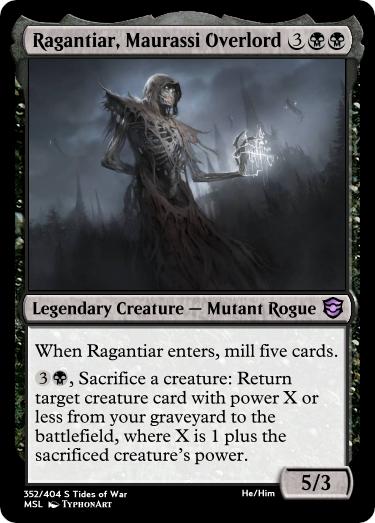 Ragantiar, Maurassi Overlord 3
Legendary Creature — Mutant Rogue
When Ragantiar enters, mill five cards.
3, Sacrifice a creature: Return
target creature card with power X or
less from your graveyard to the
battlefield, where X is 1 plus the
sacrificed creature's power.
5/3
352/404 S Tides of War
He/Him
MSL TyphonArt